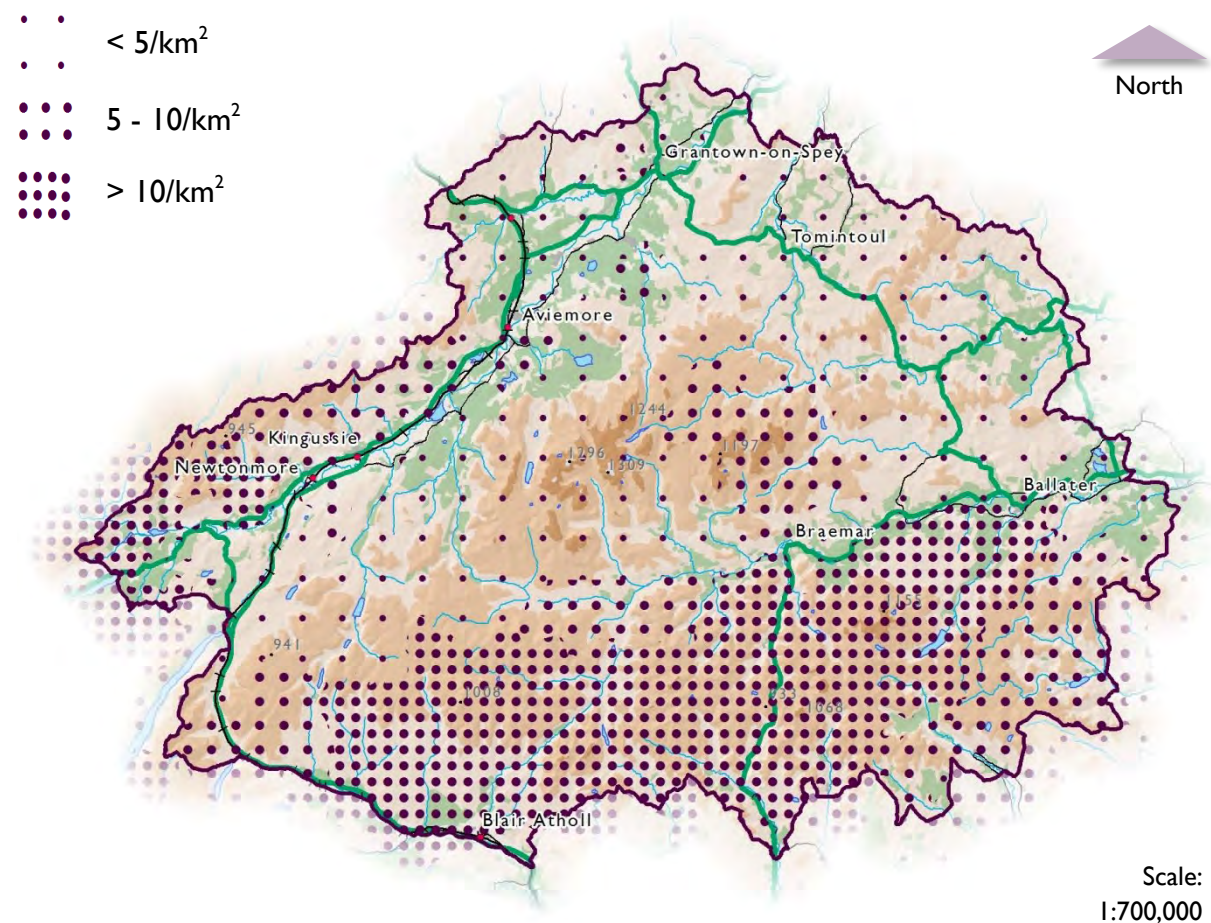 < 5/km²
5 - 10/km²
> 10/km²
North
Grantown-on-Spey
Tomintoul
Aviemore
1244
945
Kingussie
1197
1296
1309
Newtonmore
Ballater
Braemar
1155
941
1008
1068
Blair Atholl
Scale:
1:700,000